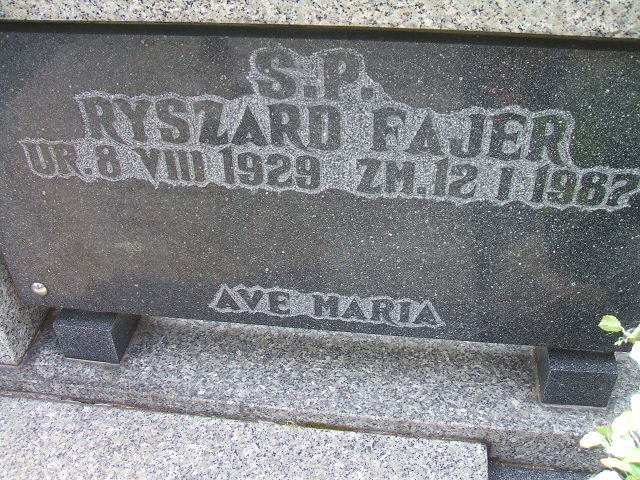 S.P.
RYSZARD FAJER
UR. 8 VIII 1929 ZM. 12 I 1987
AVE MARIA